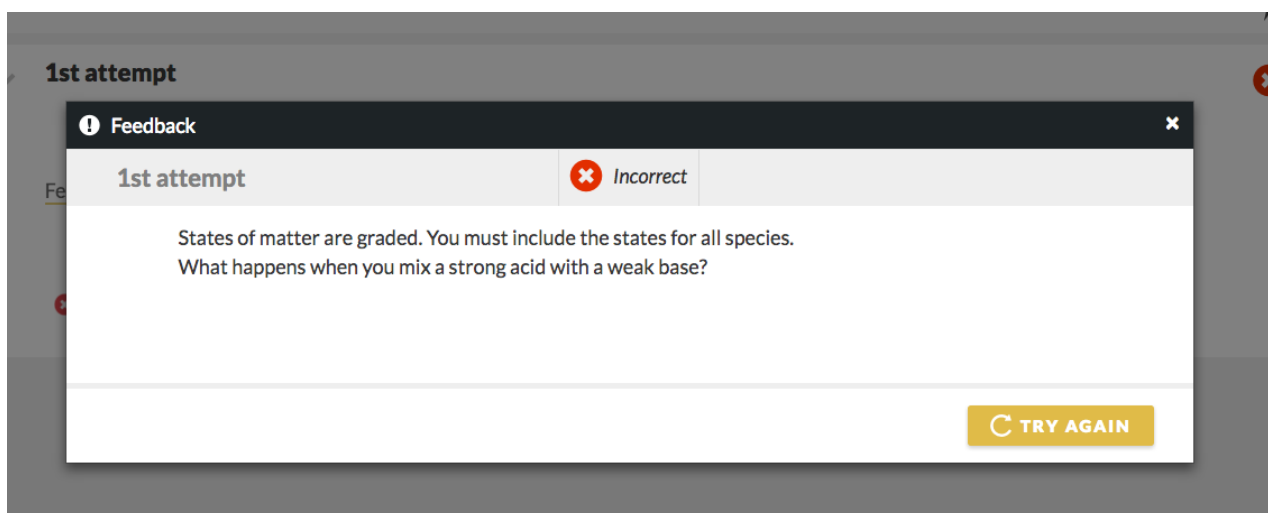 1st attempt
Feedback
1st attempt
Incorrect
Fe
States of matter are graded. You must include the states for all species.
What happens when you mix a strong acid with a weak base?
TRY AGAIN